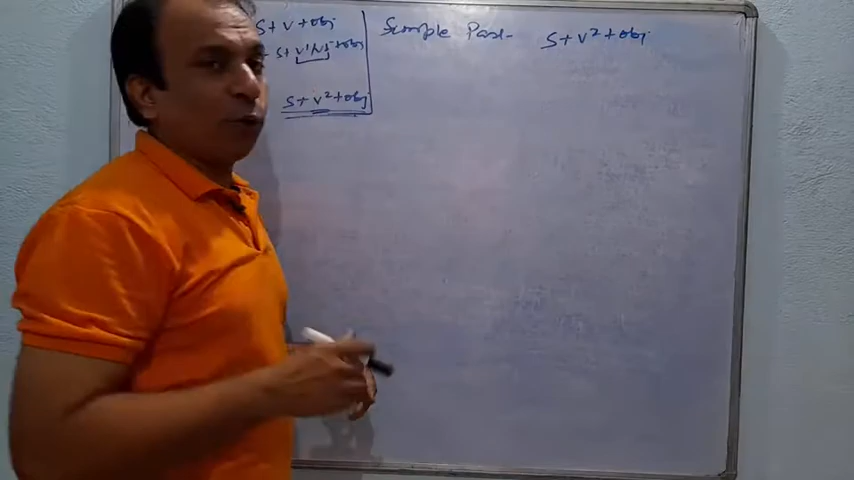 S + V + obj
S + V¹/V⁵ + obj
S + V² + obj
Simple Past -
S + V² + obj